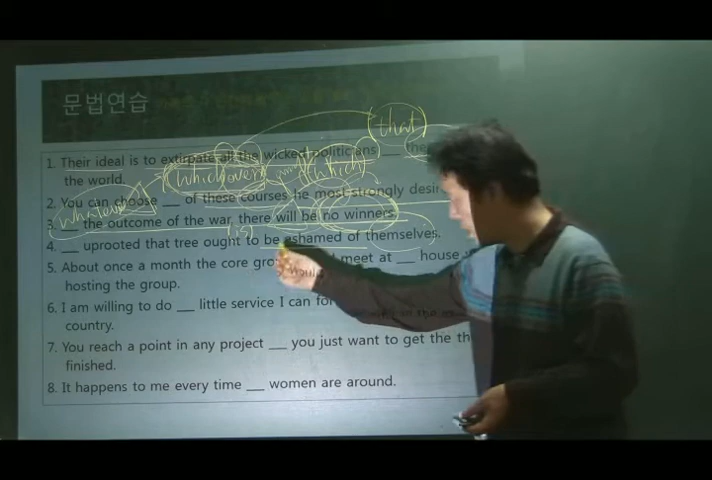 문법연습
that
1. Their ideal is to extirpate all the wicked politicians ___
the world.
whichever which
2. You can choose ___ of these courses he most strongly
whatever
3. ___ the outcome of the war, there will be no winners.
(is)
4. ___ uprooted that tree ought to be ashamed of themselves.
5. About once a month the core meet at ___ house
hosting the group.
6. I am willing to do ___ little service I can
country.
7. You reach a point in any project ___ you just want to get the
finished.
8. It happens to me every time ___ women are around.